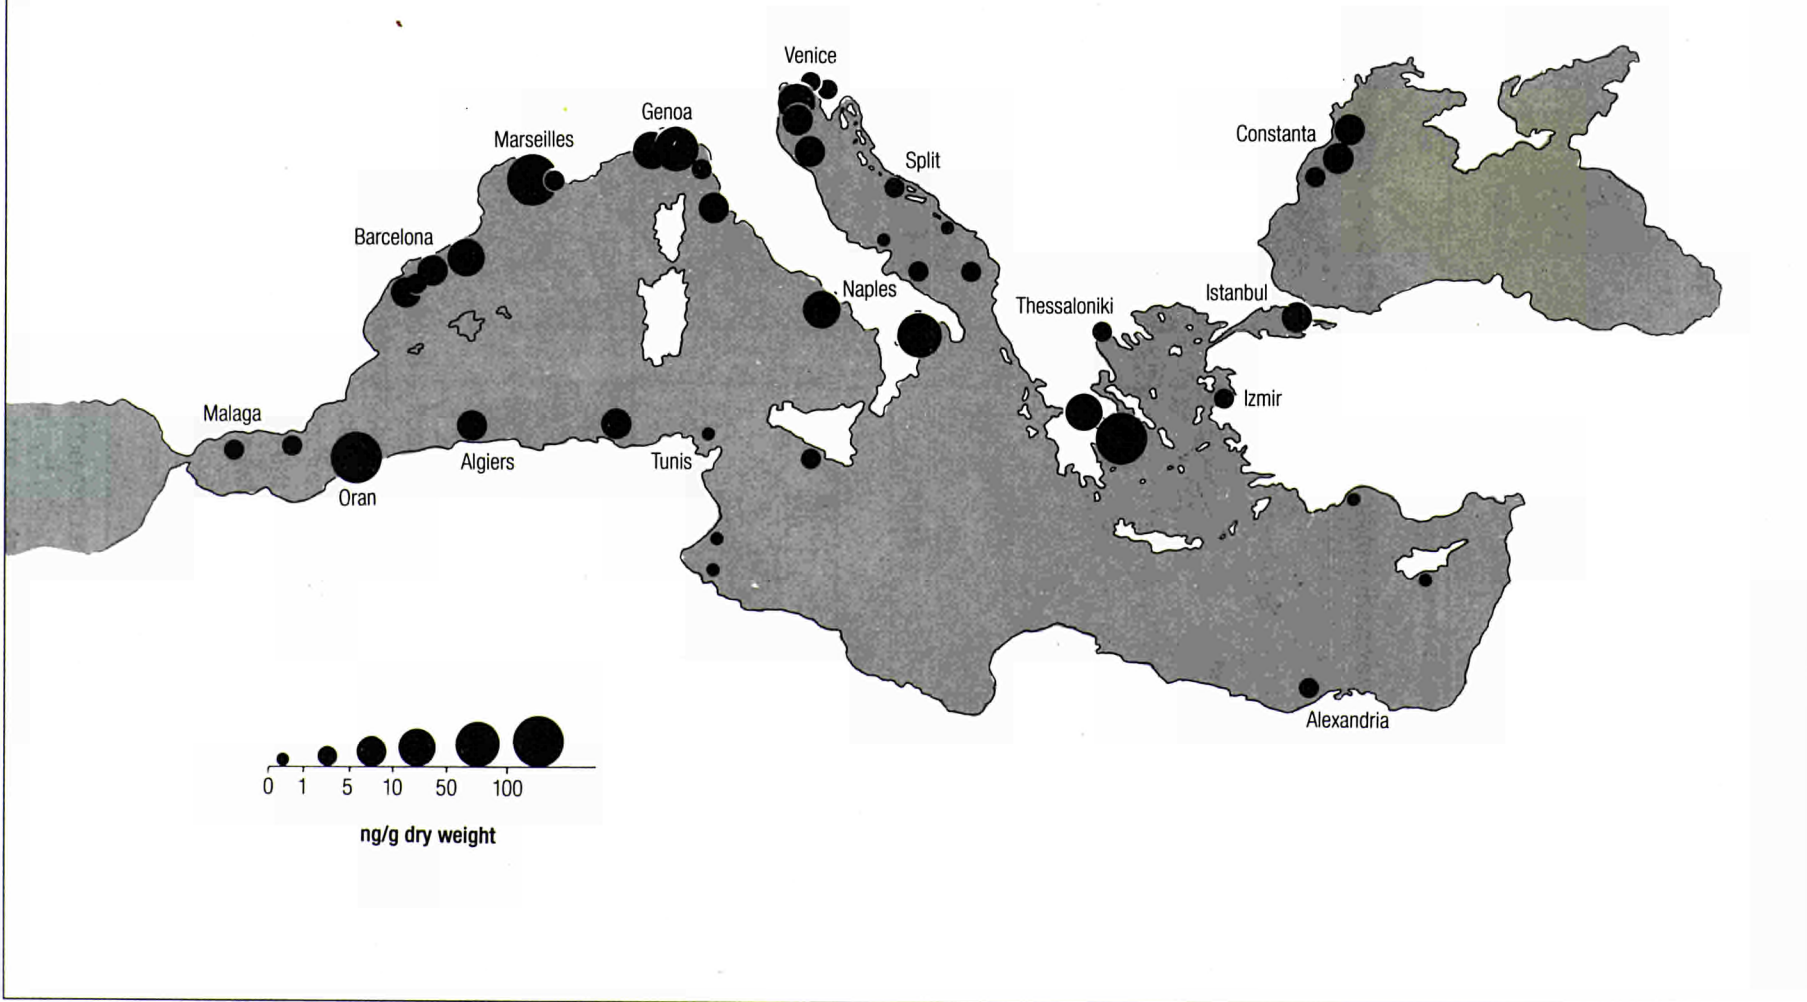 Venice
Genoa
Marseilles
Constanta
Split
Barcelona
Naples
Istanbul
Thessaloniki
Izmir
Malaga
Algiers
Tunis
Oran
Alexandria
0 1 5 10 50 100
ng/g dry weight